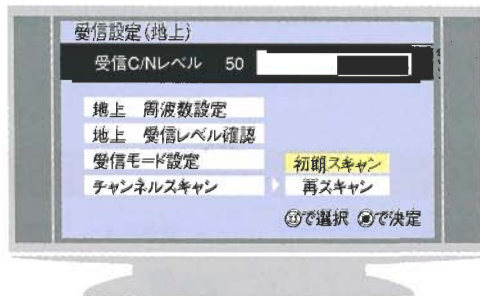 受信設定(地上)
受信C/Nレベル 50
地上 周波数設定
地上 受信レベル確認
受信モード設定 初期スキャン
チャンネルスキャン 再スキャン
で選択 で決定